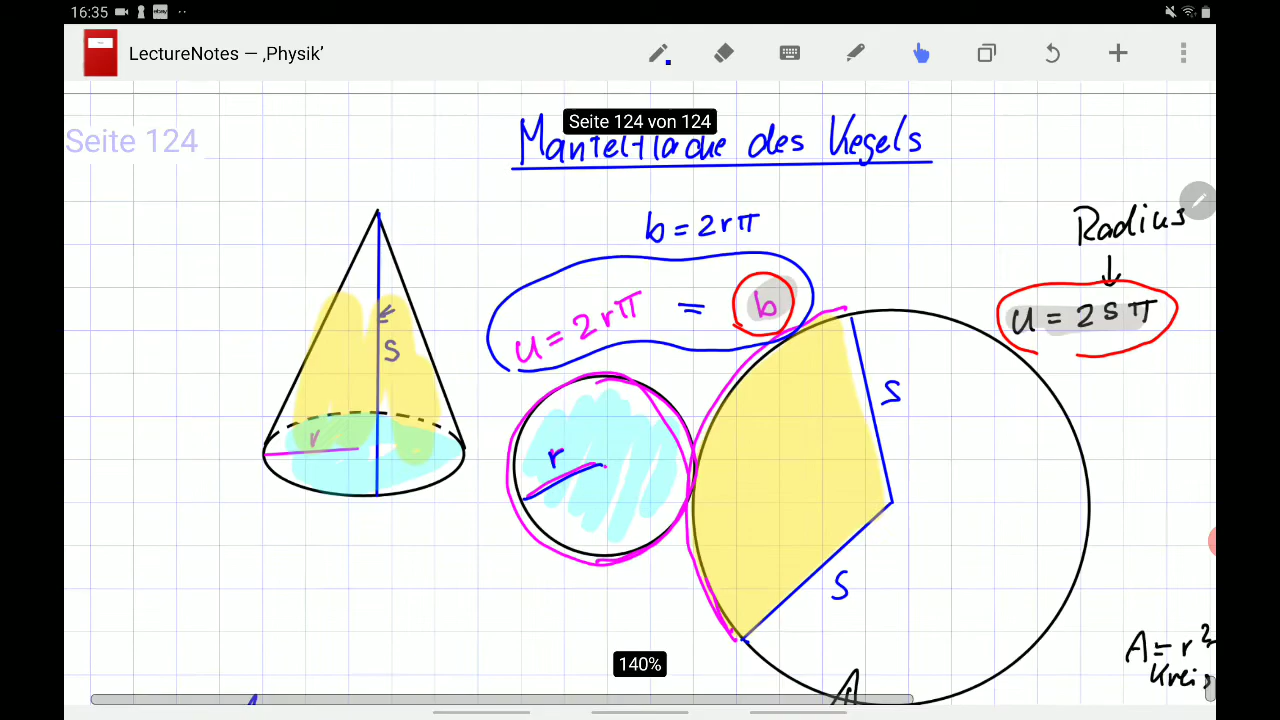 16:35
LectureNotes — ‚Physik'
Seite 124
Seite 124 von 124
Mantelfläche des Kegels
b = 2rπ
Radius
u = 2rπ = b
u = 2sπ
s
s
r
r
s
A = r²
Kreis
140%
A